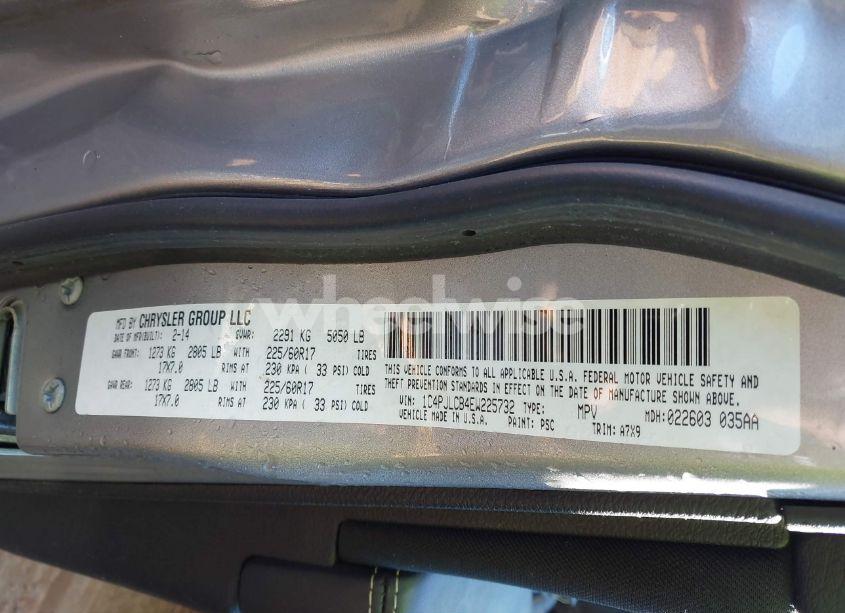 wheelwise
MFD BY CHRYSLER GROUP LLC
DATE OF MFD(BUILT): 2-14 GVWR: 2291 KG 5050 LB
GAWR FRONT: 1273 KG 2805 LB WITH 225/60R17 TIRES
17X7.0 RIMS AT 230 KPA ( 33 PSI) COLD
GAWR REAR: 1273 KG 2805 LB WITH 225/60R17 TIRES
17X7.0 RIMS AT 230 KPA ( 33 PSI) COLD
THIS VEHICLE CONFORMS TO ALL APPLICABLE U.S.A. FEDERAL MOTOR VEHICLE SAFETY AND
THEFT PREVENTION STANDARDS IN EFFECT ON THE DATE OF MANUFACTURE SHOWN ABOVE.
VIN: 1C4PJLCB4EW225732 TYPE: MPV MDH: 022603 035AA
VEHICLE MADE IN U.S.A. PAINT: PSC TRIM: A7X9